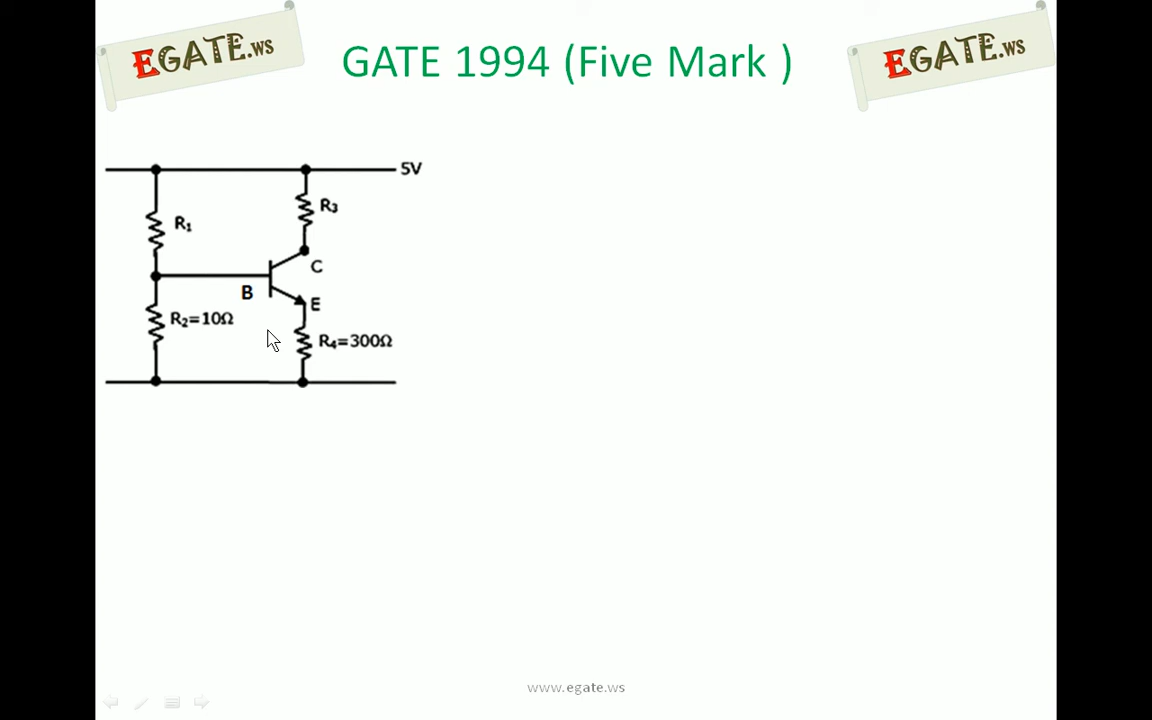 EGATE.ws
GATE 1994 (Five Mark )
EGATE.ws
5V
R3
R1
C
B
E
R2=10Ω
R4=300Ω
www.egate.ws